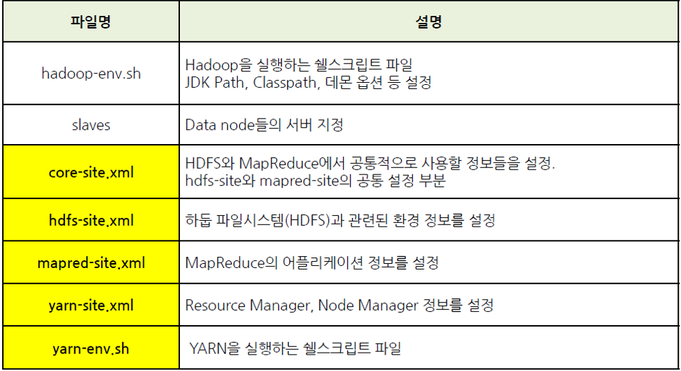 파일명 설명
hadoop-env.sh Hadoop을 실행하는 쉘스크립트 파일
JDK Path, Classpath, 데몬 옵션 등 설정
slaves Data node들의 서버 지정
core-site.xml HDFS와 MapReduce에서 공통적으로 사용할 정보들을 설정.
hdfs-site와 mapred-site의 공통 설정 부분
hdfs-site.xml 하둡 파일시스템(HDFS)과 관련된 환경 정보를 설정
mapred-site.xml MapReduce의 어플리케이션 정보를 설정
yarn-site.xml Resource Manager, Node Manager 정보를 설정
yarn-env.sh YARN을 실행하는 쉘스크립트 파일